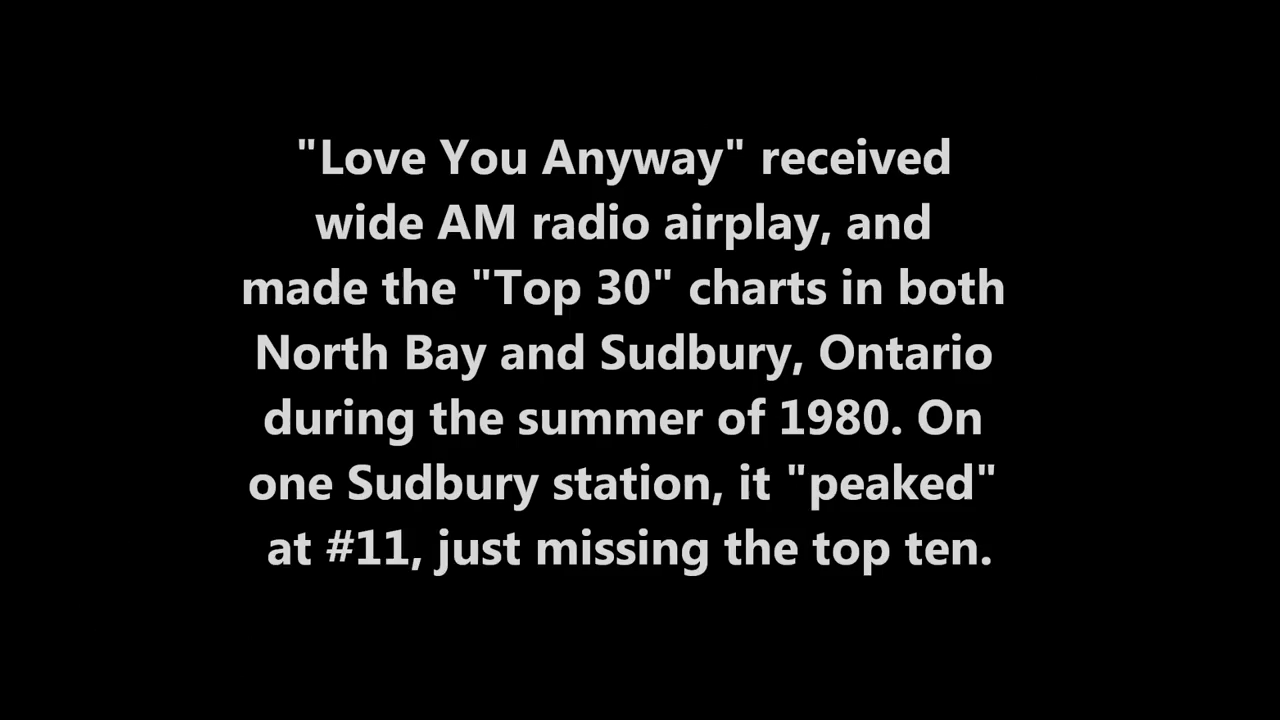 "Love You Anyway" received
wide AM radio airplay, and
made the "Top 30" charts in both
North Bay and Sudbury, Ontario
during the summer of 1980. On
one Sudbury station, it "peaked"
at #11, just missing the top ten.